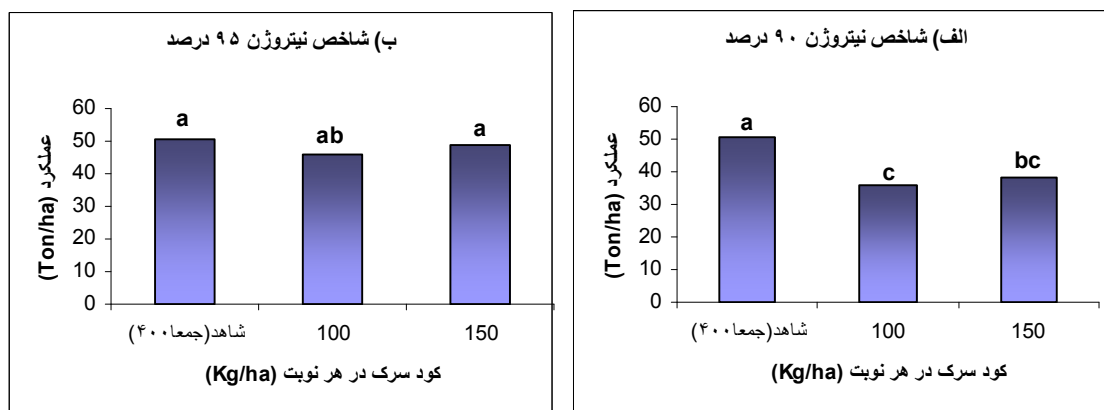 الف) شاخص نیتروژن ۹۰ درصد
عملکرد (Ton/ha)
60
50
40
30
20
10
0
a
c
bc
شاهد(جمعا۴۰۰)
100
150
کود سرک در هر نوبت (Kg/ha)
ب) شاخص نیتروژن ۹۵ درصد
عملکرد (Ton/ha)
60
50
40
30
20
10
0
a
ab
a
شاهد(جمعا۴۰۰)
100
150
کود سرک در هر نوبت (Kg/ha)